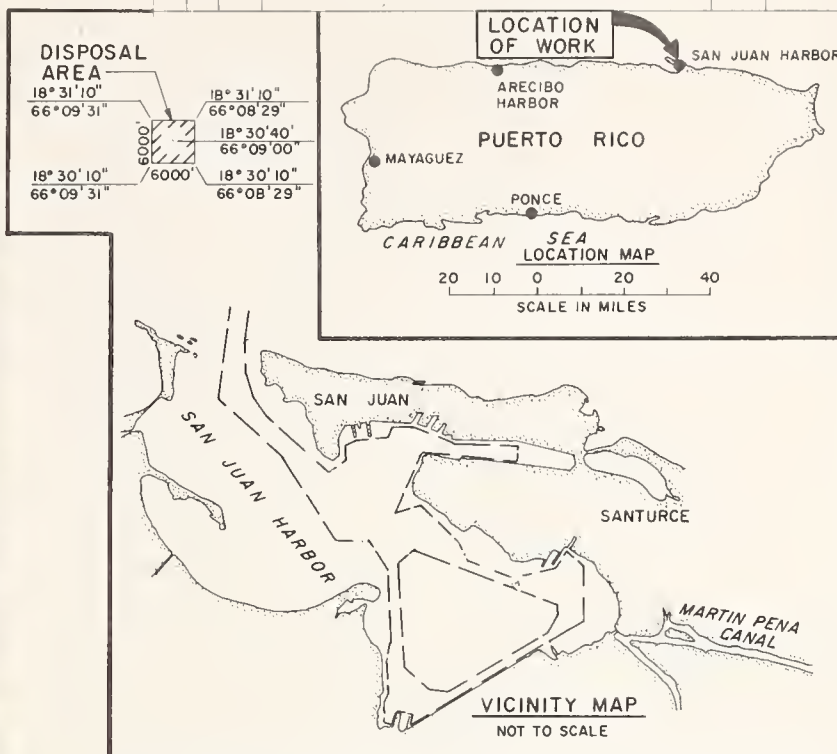 DISPOSAL
AREA
18° 31' 10"
66° 09' 31"
18° 31' 10"
66° 08' 29"
6000'
18° 30' 40'
66° 09' 00"
18° 30' 10"
66° 09' 31"
6000'
18° 30' 10"
66° 08' 29"
LOCATION
OF WORK
SAN JUAN HARBOR
ARECIBO
HARBOR
PUERTO RICO
MAYAGUEZ
PONCE
CARIBBEAN SEA
LOCATION MAP
20 10 0 20 40
SCALE IN MILES
SAN JUAN
SAN JUAN HARBOR
SANTURCE
MARTIN PENA
CANAL
VICINITY MAP
NOT TO SCALE